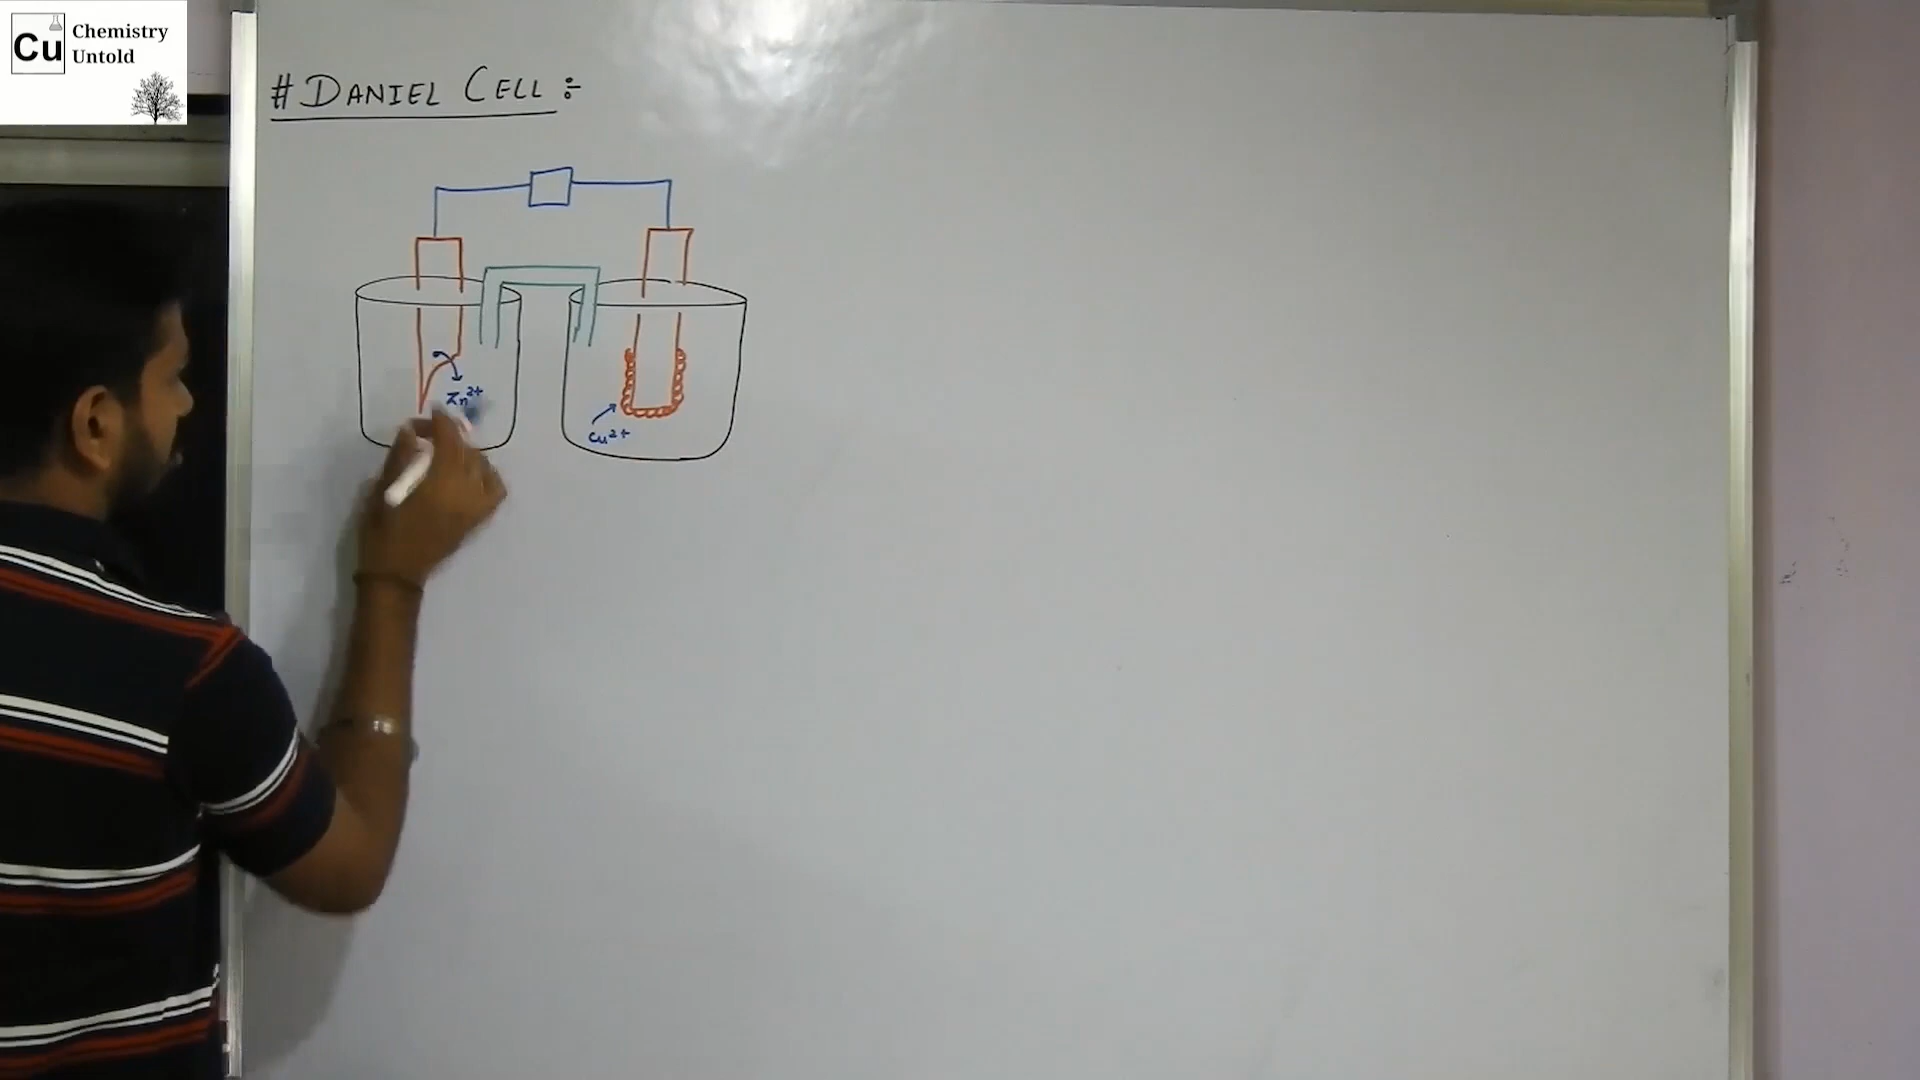 Cu
Chemistry
Untold
# DANIEL CELL :-
Zn2+
Cu2+